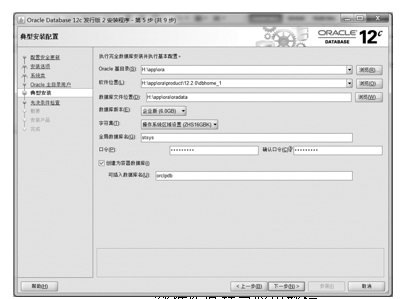 Oracle Database 12c 发行版 2 安装程序 - 第 5 步 (共 9 步)
典型安装配置
ORACLE
DATABASE
12c
配置安全更新
安装选项
系统类
Oracle 主目录用户
典型安装
先决条件检查
概要
安装产品
完成
执行完全数据库安装并执行基本配置。
Oracle 基目录(S): H:\app\ora 浏览(R)...
软件位置(L): H:\app\ora\product\12.2.0\dbhome_1 浏览(O)...
数据库文件位置(D): H:\app\ora\oradata 浏览(W)...
数据库版本(E): 企业版 (6.0GB)
字符集(T): 操作系统区域设置 (ZHS16GBK)
全局数据库名(G): stsys
口令(P): ••••••••• 确认口令(C): •••••••••
创建为容器数据库(I)
可插入数据库名(U): orclpdb
帮助(H) < 上一步(B) 下一步(N) > 安装(I) 取消